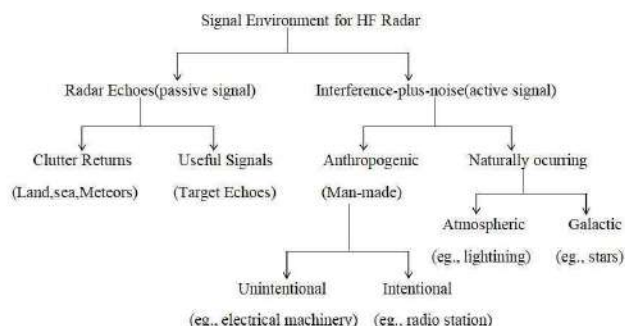 Signal Environment for HF Radar
Radar Echoes(passive signal)
Interference-plus-noise(active signal)
Clutter Returns
(Land,sea,Meteors)
Useful Signals
(Target Echoes)
Anthropogenic
(Man-made)
Naturally ocurring
Atmospheric
(eg., lightining)
Galactic
(eg., stars)
Unintentional
(eg., electrical machinery)
Intentional
(eg., radio station)